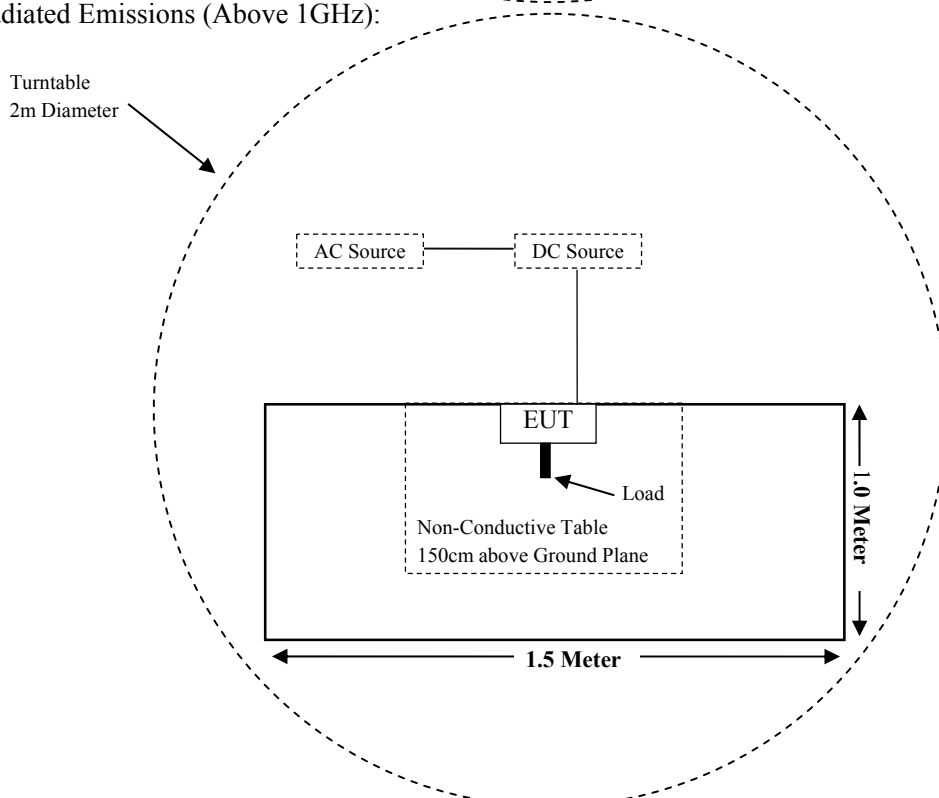 diated Emissions (Above 1GHz):
Turntable
2m Diameter
AC Source
DC Source
EUT
Load
Non-Conductive Table
150cm above Ground Plane
1.0 Meter
1.5 Meter